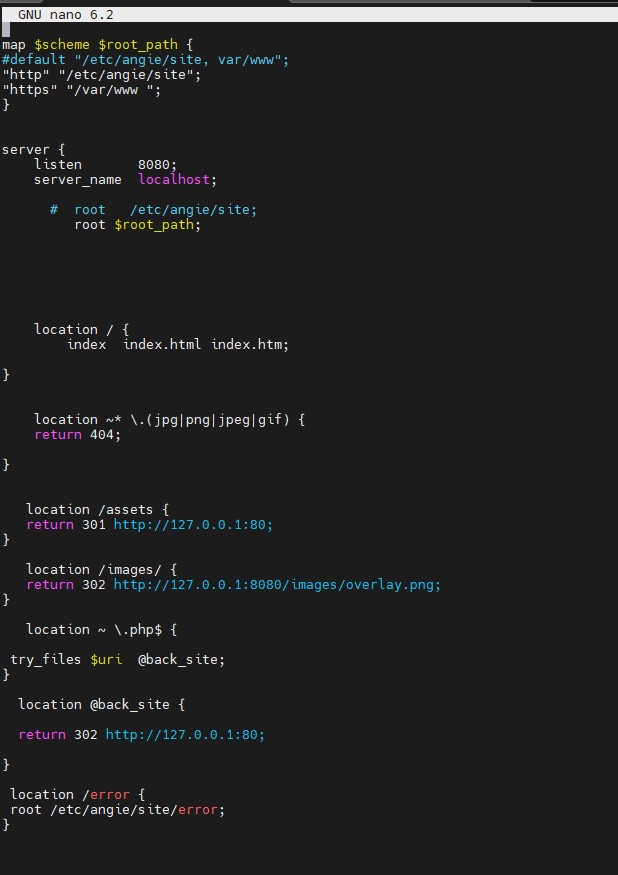 GNU nano 6.2
map $scheme $root_path {
#default "/etc/angie/site, var/www";
"http" "/etc/angie/site";
"https" "/var/www ";
}
server {
listen 8080;
server_name localhost;
# root /etc/angie/site;
root $root_path;
location / {
index index.html index.htm;
}
location ~* \.(jpg|png|jpeg|gif) {
return 404;
}
location /assets {
return 301 http://127.0.0.1:80;
}
location /images/ {
return 302 http://127.0.0.1:8080/images/overlay.png;
}
location ~ \.php$ {
try_files $uri @back_site;
}
location @back_site {
return 302 http://127.0.0.1:80;
}
location /error {
root /etc/angie/site/error;
}